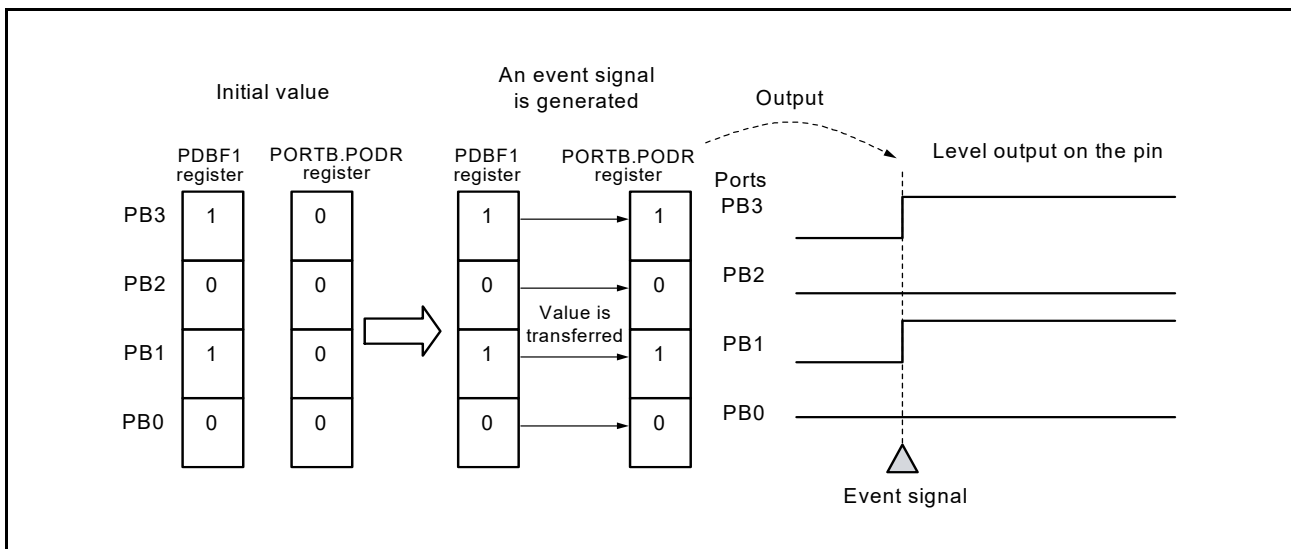 Initial value
An event signal
is generated
Output
PDBF1
register
PORTB.PODR
register
PDBF1
register
PORTB.PODR
register
Level output on the pin
Ports
PB3
1
0
1
1
PB3
PB2
0
0
0
0
PB2
Value is
transferred
PB1
1
0
1
1
PB1
PB0
0
0
0
0
PB0
Event signal